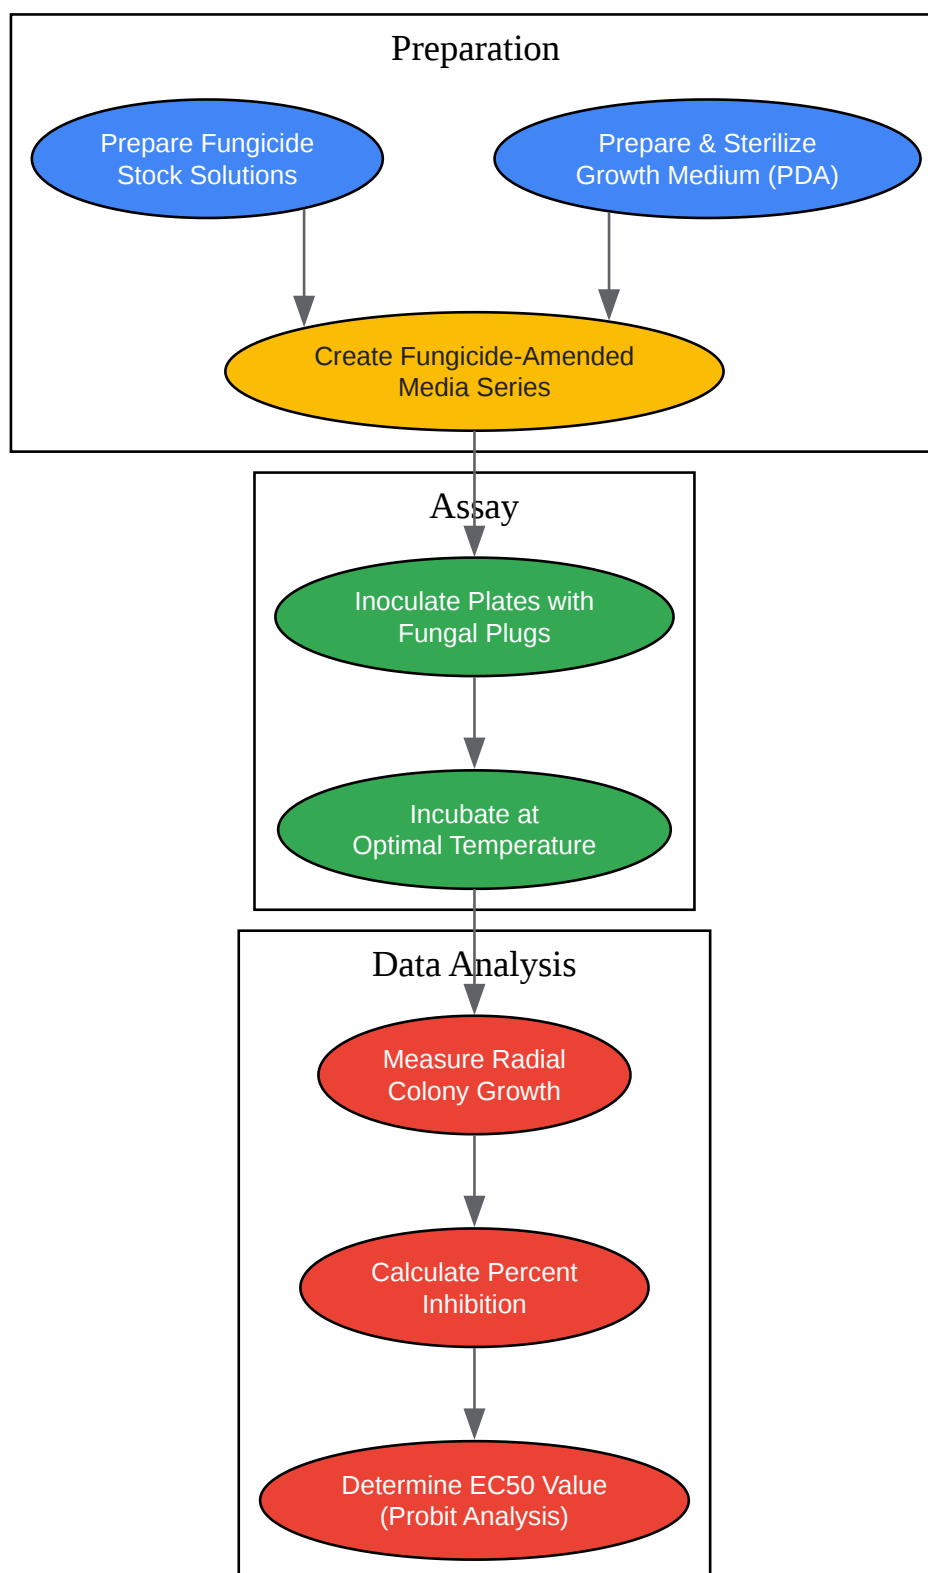 Preparation
Prepare Fungicide
Stock Solutions
Prepare & Sterilize
Growth Medium (PDA)
Create Fungicide-Amended
Media Series
Assay
Inoculate Plates with
Fungal Plugs
Incubate at
Optimal Temperature
Data Analysis
Measure Radial
Colony Growth
Calculate Percent
Inhibition
Determine EC50 Value
(Probit Analysis)